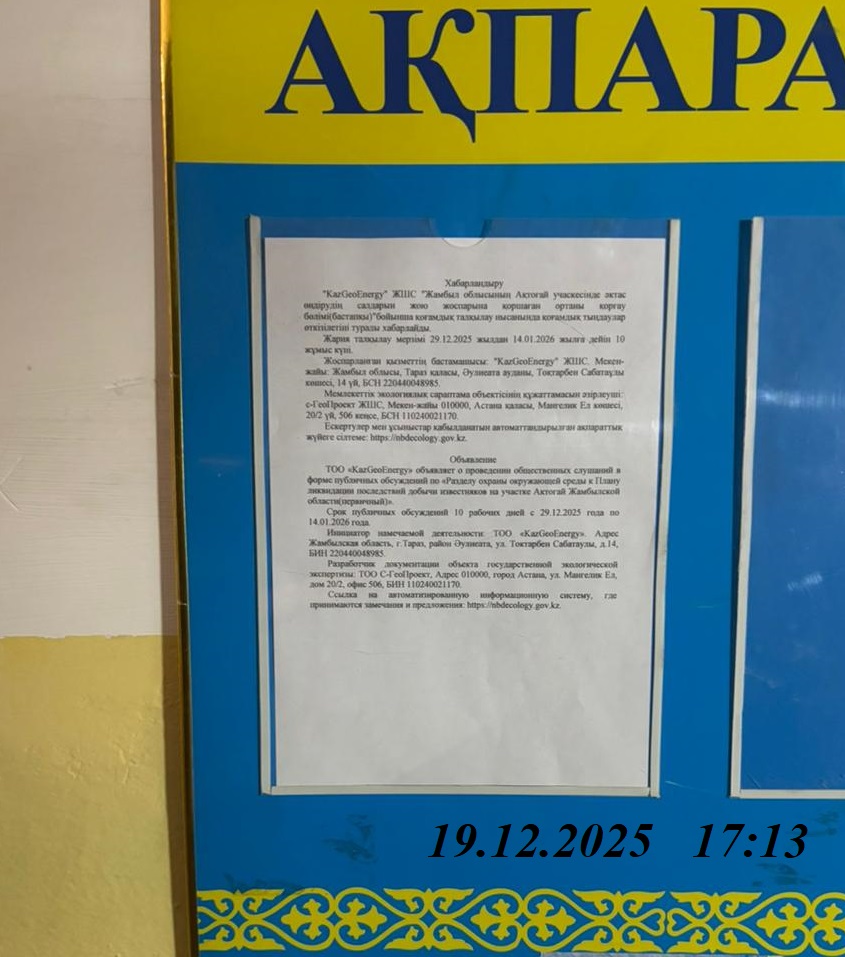 АҚПАРА
Хабарландыру
"KazGeoEnergy" ЖШС "Жамбыл облысының Актоғай учаскесінде әктас
өндірудің салдарын жою жоспарына қоршаған ортаны қорғау
бөлімі(бастапқы)"бойынша қоғамдық талқылау нысанында қоғамдық тыңдаулар
өткізілетіні туралы хабарлайды.
Жария талқылау мерзімі 29.12.2025 жылдан 14.01.2026 жылға дейін 10
жұмыс күні.
Жоспарланған қызметтің бастамашысы: "KazGeoEnergy" ЖШС. Мекен-
жайы: Жамбыл облысы, Тараз қаласы, Әулиеата ауданы, Токтарбен Сабатаулы
көшесі, 14 үй, БСН 220440048985.
Мемлекеттік экологиялық сараптама объектісінің құжаттамасын әзірлеуші:
с-ГеоПроект ЖШС, Мекен-жайы 010000, Астана қаласы, Мангелик Ел көшесі,
20/2 үй, 506 кеңсе, БСН 110240021170.
Ескертулер мен ұсыныстар қабылданатын автоматтандырылған ақпараттық
жүйеге сілтеме: https://nbdecology.gov.kz.
Объявление
ТОО «KazGeoEnergy» объявляет о проведении общественных слушаний в
форме публичных обсуждений по «Разделу охраны окружающей среды к Плану
ликвидации последствий добычи известняков на участке Актогай Жамбылской
области(первичный)».
Срок публичных обсуждений 10 рабочих дней с 29.12.2025 года по
14.01.2026 года.
Инициатор намечаемой деятельности: ТОО «KazGeoEnergy». Адрес
Жамбылская область, г.Тараз, район Әулиеата, ул. Токтарбен Сабатаулы, д.14,
БИН 220440048985.
Разработчик документации объекта государственной экологической
экспертизы: ТОО С-ГеоПроект, Адрес 010000, город Астана, ул. Мангелик Ел,
дом 20/2, офис 506, БИН 110240021170.
Ссылка на автоматизированную информационную систему, где
принимаются замечания и предложения: https://nbdecology.gov.kz.
19.12.2025 17:13